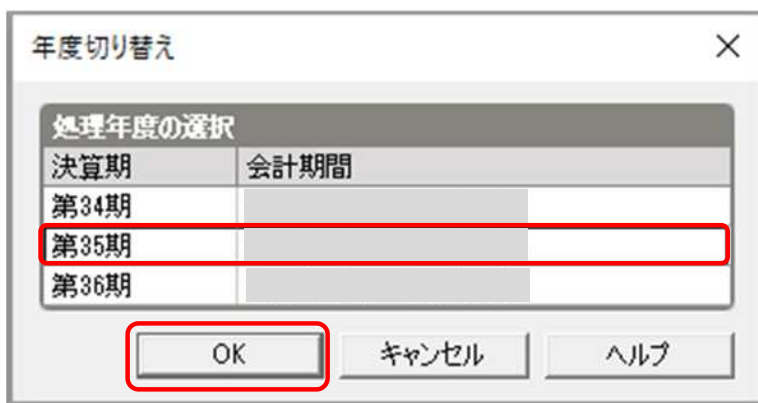 年度切り替え
処理年度の選択
決算期 会計期間
第34期
第35期
第36期
OK キャンセル ヘルプ